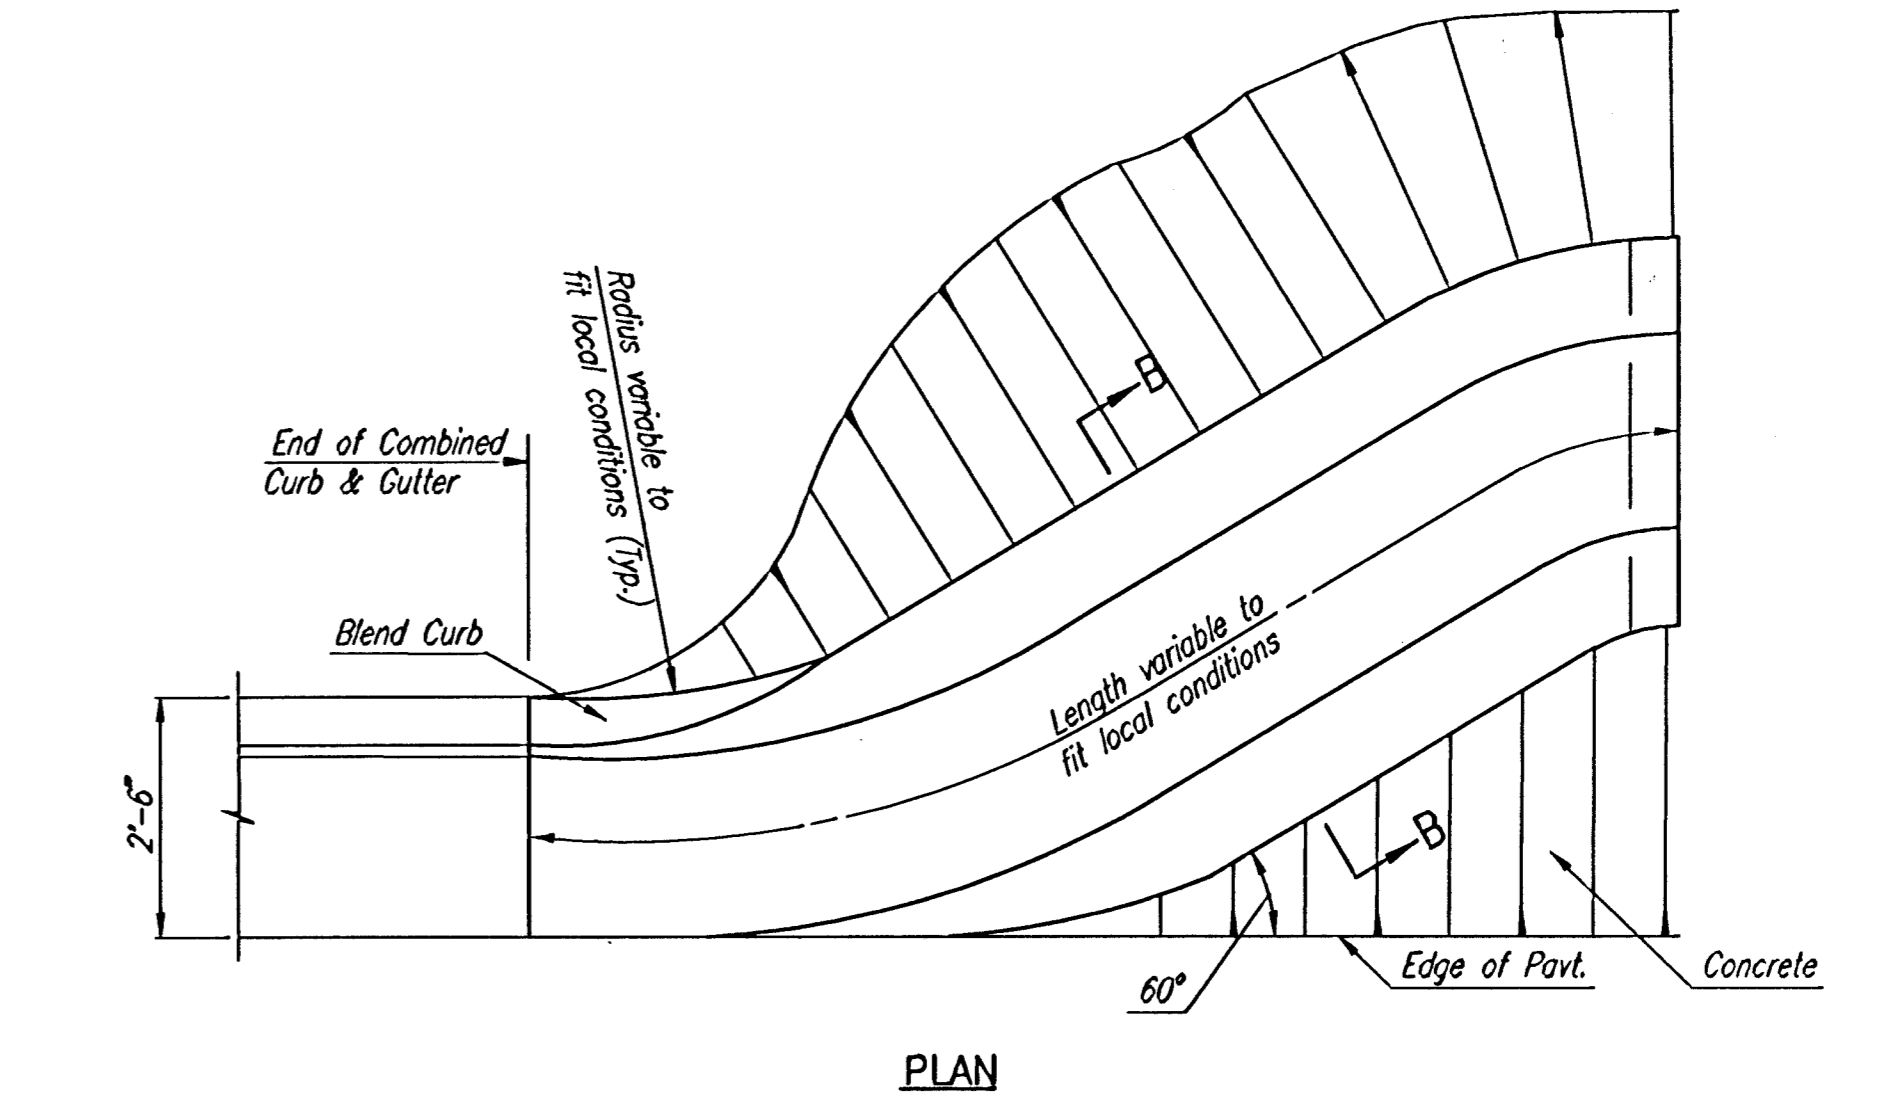 Radius variable to
fit local conditions (Typ.)
B
End of Combined
Curb & Gutter
Blend Curb
Length variable to
fit local conditions
2'-6"
B
60°
Edge of Pavt.
Concrete
PLAN